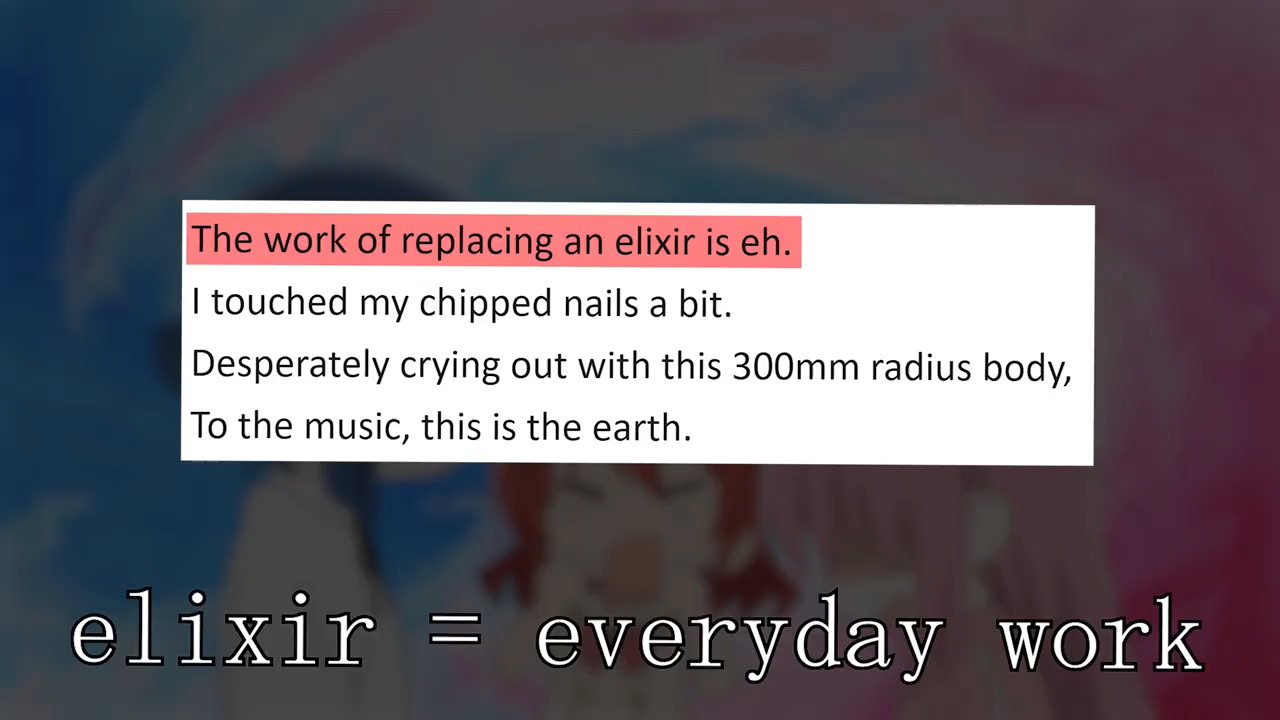 The work of replacing an elixir is eh.
I touched my chipped nails a bit.
Desperately crying out with this 300mm radius body,
To the music, this is the earth.
elixir = everyday work